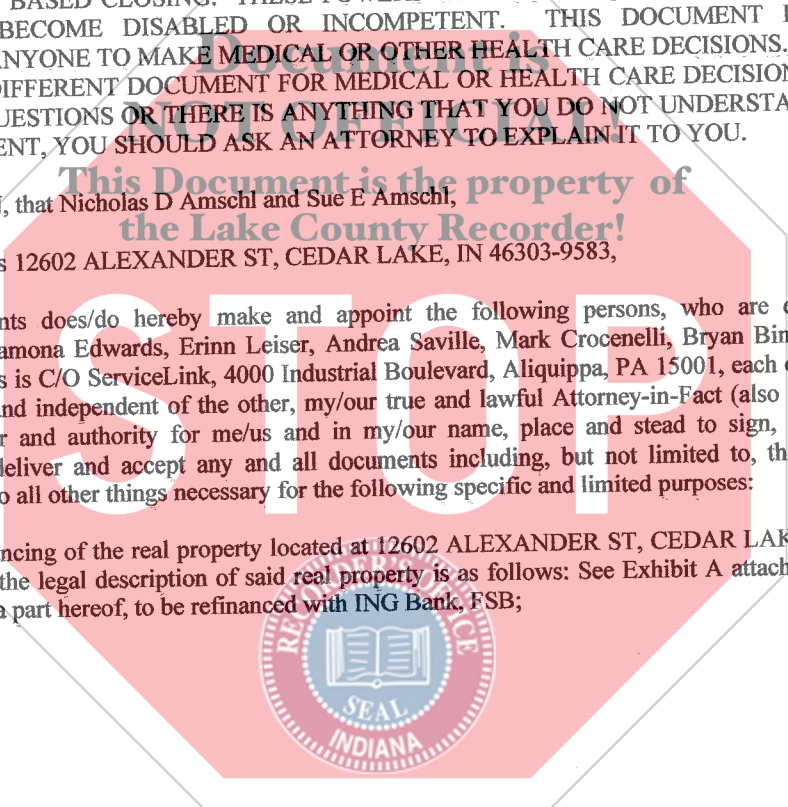 BASED CLOSING. THESE POWERS
BECOME DISABLED OR INCOMPETENT. THIS DOCUMENT
ANYONE TO MAKE MEDICAL OR OTHER HEALTH CARE DECISIONS.
DIFFERENT DOCUMENT FOR MEDICAL OR HEALTH CARE DECISION
UESTIONS OR THERE IS ANYTHING THAT YOU DO NOT UNDERSTA
ENT, YOU SHOULD ASK AN ATTORNEY TO EXPLAIN IT TO YOU.
Document is
NOT OFFICIAL!
This Document is the property of
the Lake County Recorder!
, that Nicholas D Amschl and Sue E Amschl,
s 12602 ALEXANDER ST, CEDAR LAKE, IN 46303-9583,
STOP
nts does/do hereby make and appoint the following persons, who are e
amona Edwards, Erinn Leiser, Andrea Saville, Mark Crocenelli, Bryan Bin
s is C/O ServiceLink, 4000 Industrial Boulevard, Aliquippa, PA 15001, each
nd independent of the other, my/our true and lawful Attorney-in-Fact (also
r and authority for me/us and in my/our name, place and stead to sign,
deliver and accept any and all documents including, but not limited to, th
o all other things necessary for the following specific and limited purposes:
ncing of the real property located at 12602 ALEXANDER ST, CEDAR LAK
the legal description of said real property is as follows: See Exhibit A attach
a part hereof, to be refinanced with ING Bank, FSB;
RECORDER'S OFFICE
SEAL
INDIANA